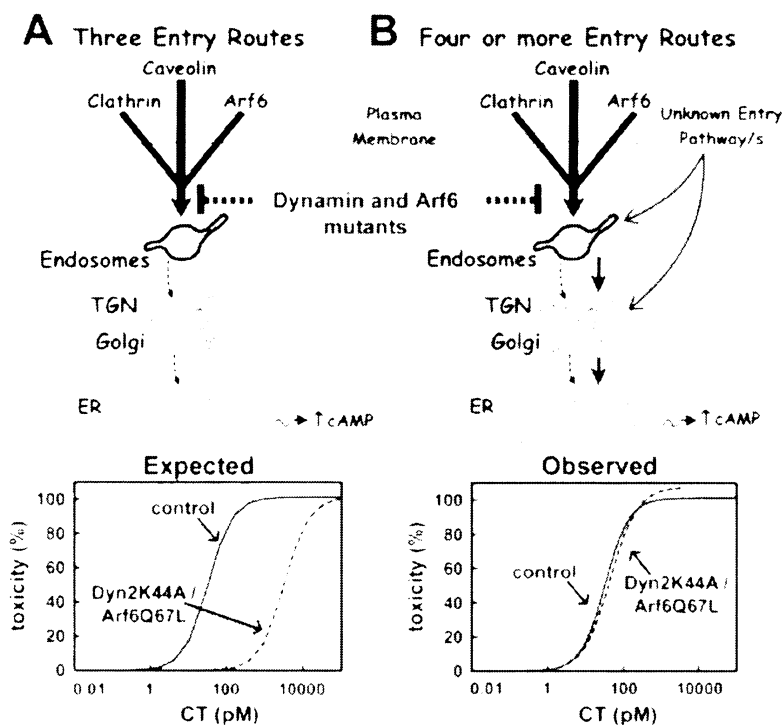 A
Three Entry Routes
Caveolin
Clathrin
Arf6
Endosomes
TGN
Golgi
ER
↑cAMP
B
Four or more Entry Routes
Caveolin
Clathrin
Arf6
Plasma
Membrane
Unknown Entry
Pathway/s
Dynamin and Arf6
mutants
Endosomes
TGN
Golgi
ER
↑cAMP
Expected
toxicity (%)
100
80
60
40
20
0
control
Dyn2K44A /
Arf6Q67L
0 01
1
100
10000
CT (pM)
Observed
toxicity (%)
100
80
60
40
20
0
control
Dyn2K44A /
Arf6Q67L
0 01
1
100
10000
CT (pM)